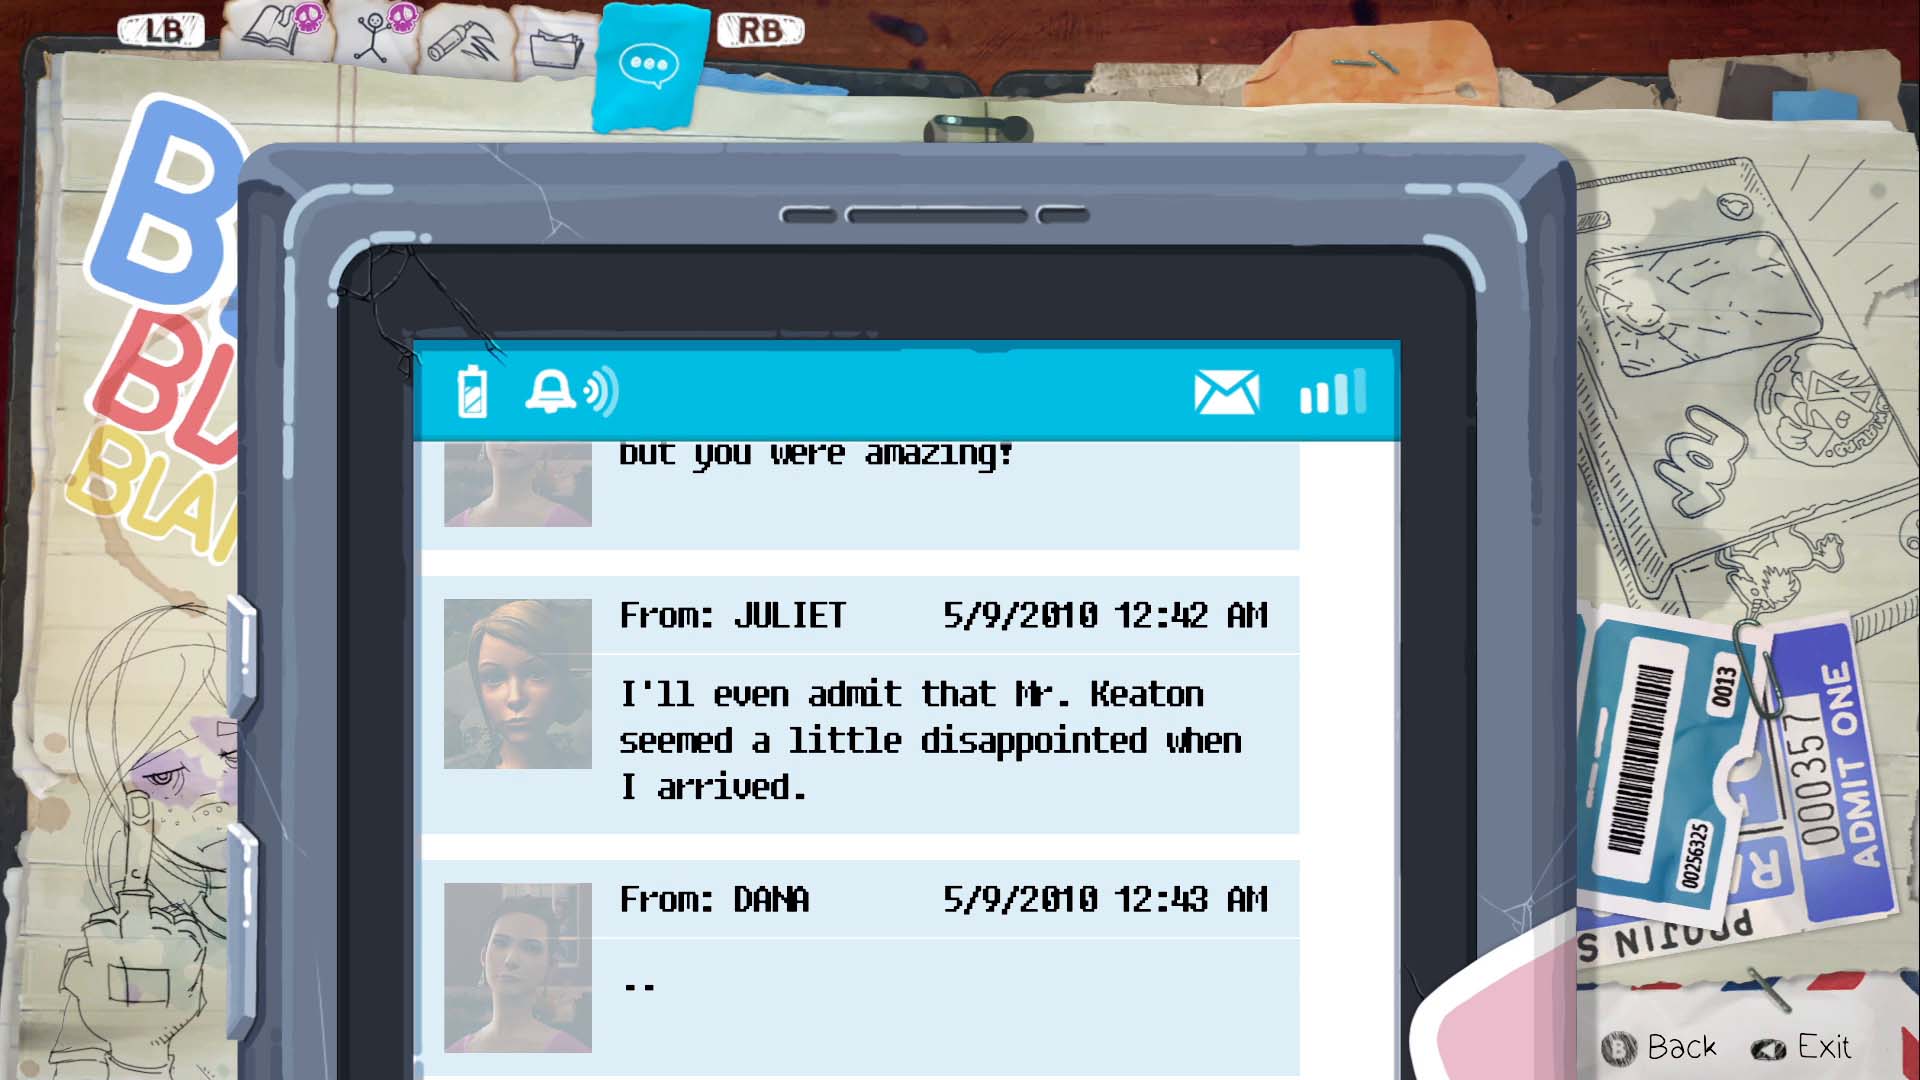 LB
RB
but you were amazing!
From: JULIET 5/9/2010 12:42 AM
I'll even admit that Mr. Keaton
seemed a little disappointed when
I arrived.
From: DANA 5/9/2010 12:43 AM
--
0013
00256325
000357
ADMIT ONE
B Back
Exit